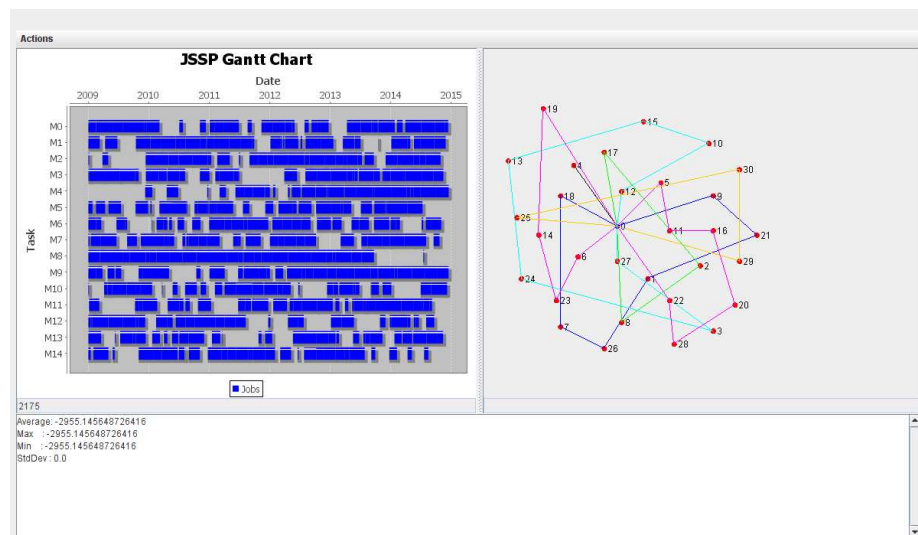 Actions
JSSP Gantt Chart
Date
2009 2010 2011 2012 2013 2014 2015
Task
M0
M1
M2
M3
M4
M5
M6
M7
M8
M9
M10
M11
M12
M13
M14
Jobs
2175
19
15
10
17
4
13
30
5
12
18
9
25
0
11
16
14
21
6
27
29
2
24
1
23
22
20
8
7
3
28
26
Average: -2955.145648726416
Max : -2955.145648726416
Min : -2955.145648726416
StdDev : 0.0